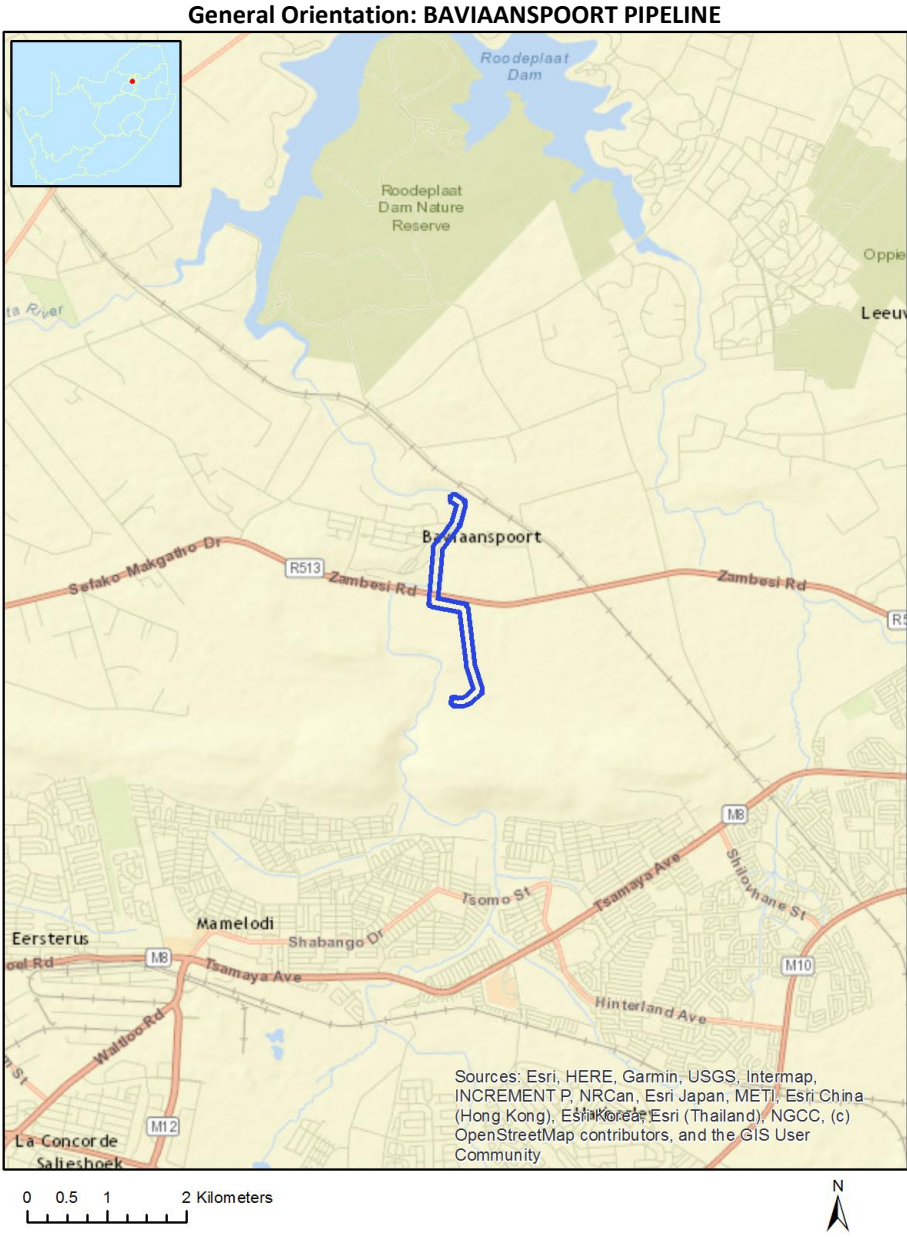 General Orientation: BAVIAANSPOORT PIPELINE
Roodeplaat
Dam
Roodeplaat
Dam Nature
Reserve
Oppie
ta River
Leeuw
Baviaanspoort
Sefako Makgatho Dr
R513
Zambesi Rd
Zambesi Rd
R5
M8
Tsamaya Ave
Shilovhane St
Tsomo St
Mamelodi
Shabango Dr
Eersterus
oel Rd
M8
Tsamaya Ave
M10
Hinterland Ave
Waltloo Rd
m St
M12
La Concorde
Salieshoek
Sources: Esri, HERE, Garmin, USGS, Intermap,
INCREMENT P, NRCan, Esri Japan, METI, Esri China
(Hong Kong), Esri Korea, Esri (Thailand), NGCC, (c)
OpenStreetMap contributors, and the GIS User
Community
0 0.5 1 2 Kilometers
N